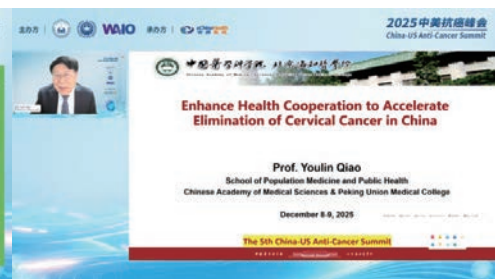 主办方
WAIO
承办方
2025中美抗癌峰会
China-US Anti-Cancer Summit
Enhance Health Cooperation to Accelerate
Elimination of Cervical Cancer in China
Prof. Youlin Qiao
School of Population Medicine and Public Health
Chinese Academy of Medical Sciences & Peking Union Medical College
December 8-9, 2025
The 5th China-US Anti-Cancer Summit